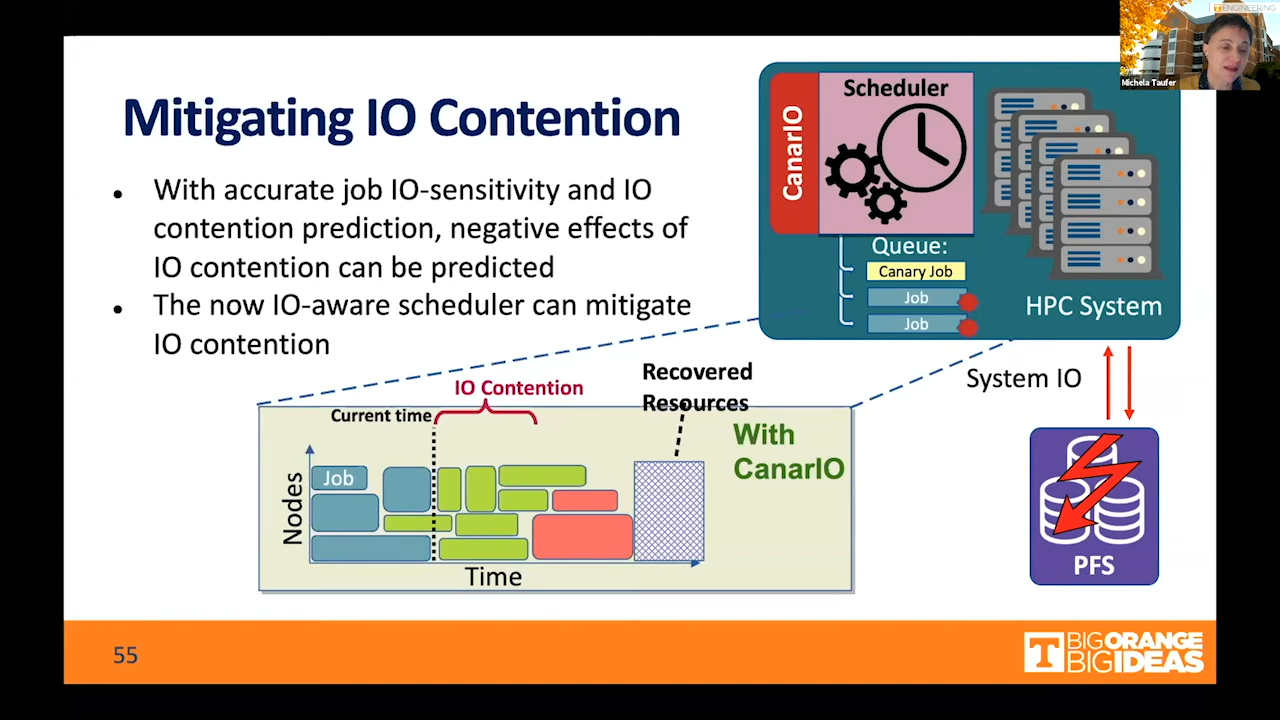 ENGINEERING
Michela Taufer
Mitigating IO Contention
With accurate job IO-sensitivity and IO
contention prediction, negative effects of
IO contention can be predicted
The now IO-aware scheduler can mitigate
IO contention
CanarIO
Scheduler
Queue:
Canary Job
Job
Job
HPC System
System IO
PFS
IO Contention
Recovered
Resources
Current time
With
CanarIO
Job
Nodes
Time
55
T
BIG ORANGE
BIG IDEAS